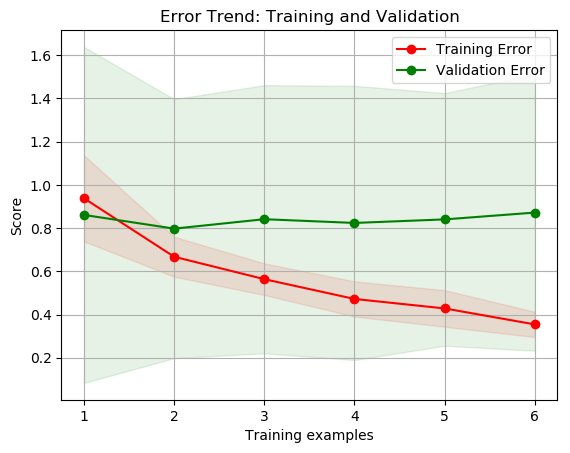 Error Trend: Training and Validation
Training Error
Validation Error
1.6
1.4
1.2
1.0
0.8
0.6
0.4
0.2
Score
1 2 3 4 5 6
Training examples